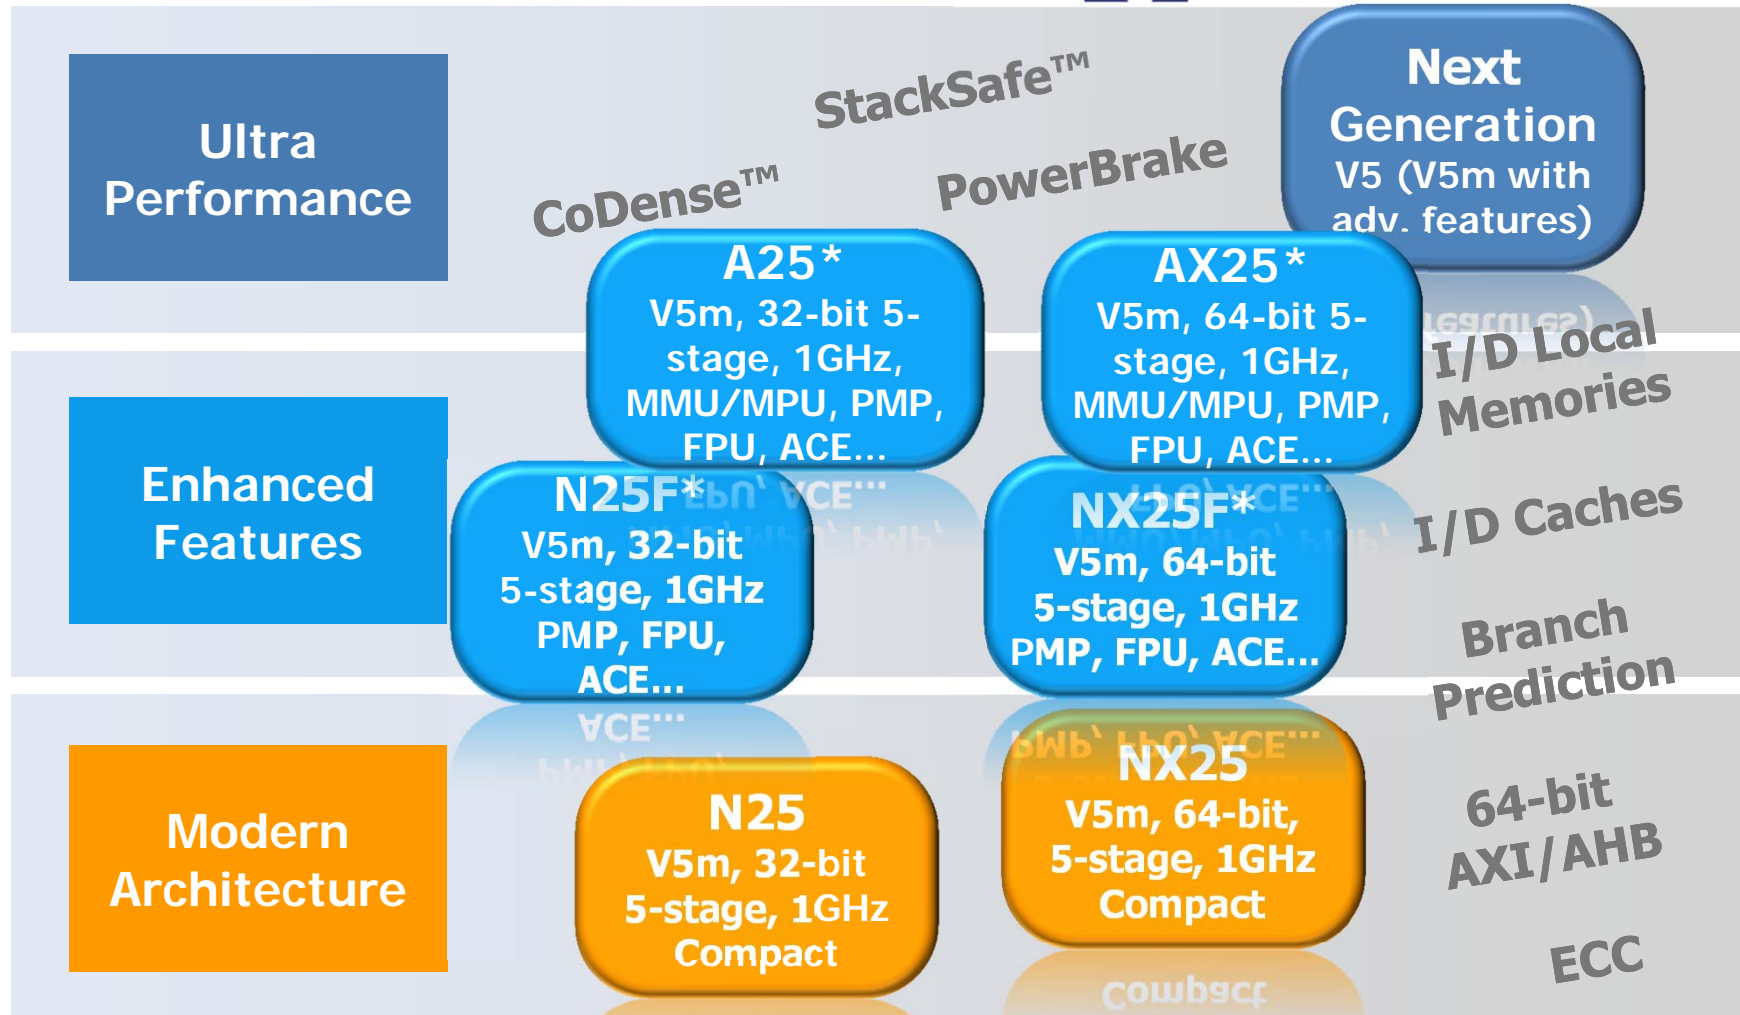 Ultra
Performance
StackSafe™
CoDense™
PowerBrake
Next
Generation
V5 (V5m with
adv. features)
A25*
V5m, 32-bit 5-
stage, 1GHz,
MMU/MPU, PMP,
FPU, ACE...
AX25*
V5m, 64-bit 5-
stage, 1GHz,
MMU/MPU, PMP,
FPU, ACE...
I/D Local
Memories
Enhanced
Features
N25F*
V5m, 32-bit
5-stage, 1GHz
PMP, FPU,
ACE...
NX25F*
V5m, 64-bit
5-stage, 1GHz
PMP, FPU, ACE...
I/D Caches
Branch
Prediction
Modern
Architecture
N25
V5m, 32-bit
5-stage, 1GHz
Compact
NX25
V5m, 64-bit,
5-stage, 1GHz
Compact
64-bit
AXI/AHB
ECC